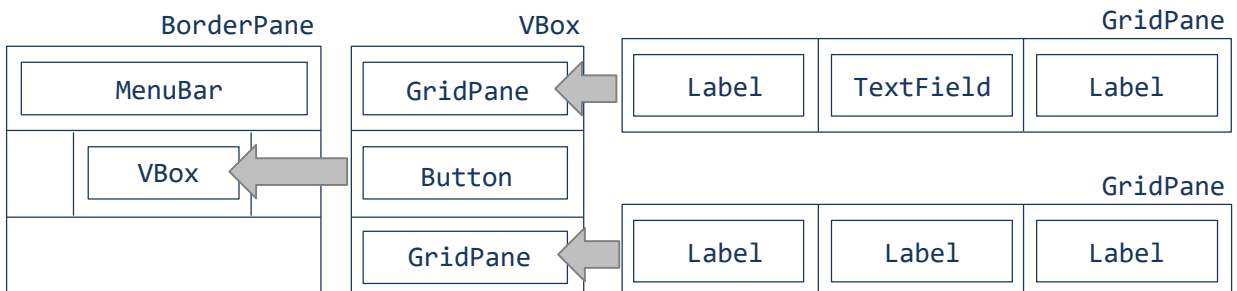 BorderPane
MenuBar
VBox
VBox
GridPane
Button
GridPane
GridPane
Label TextField Label
GridPane
Label Label Label